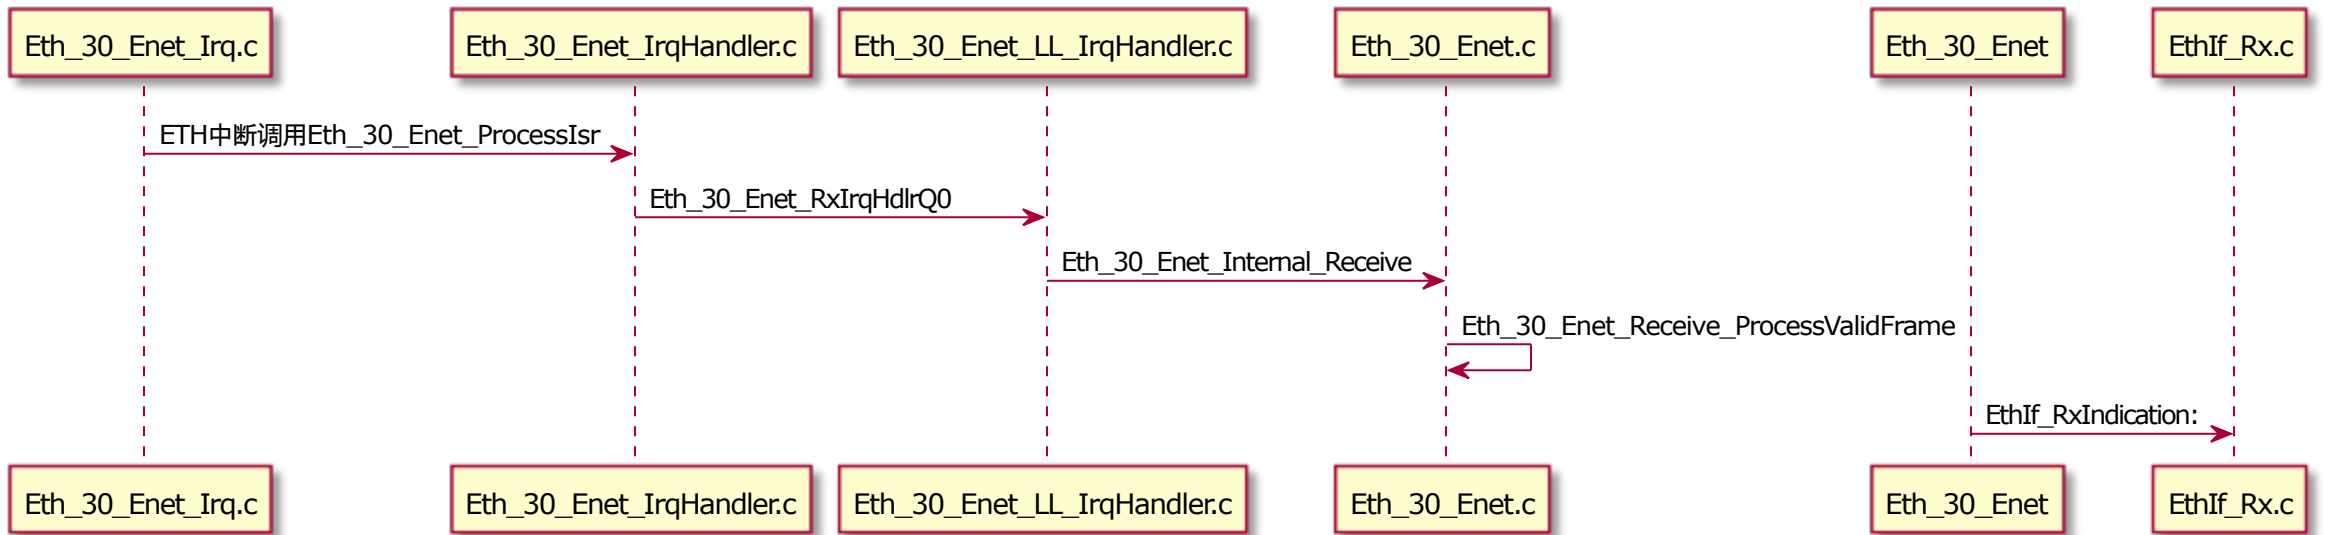 Eth_30_Enet_Irq.c
Eth_30_Enet_IrqHandler.c
Eth_30_Enet_LL_IrqHandler.c
Eth_30_Enet.c
Eth_30_Enet
EthIf_Rx.c
ETH中断调用Eth_30_Enet_ProcessIsr
Eth_30_Enet_RxIrqHdlrQ0
Eth_30_Enet_Internal_Receive
Eth_30_Enet_Receive_ProcessValidFrame
EthIf_RxIndication:
Eth_30_Enet_Irq.c
Eth_30_Enet_IrqHandler.c
Eth_30_Enet_LL_IrqHandler.c
Eth_30_Enet.c
Eth_30_Enet
EthIf_Rx.c